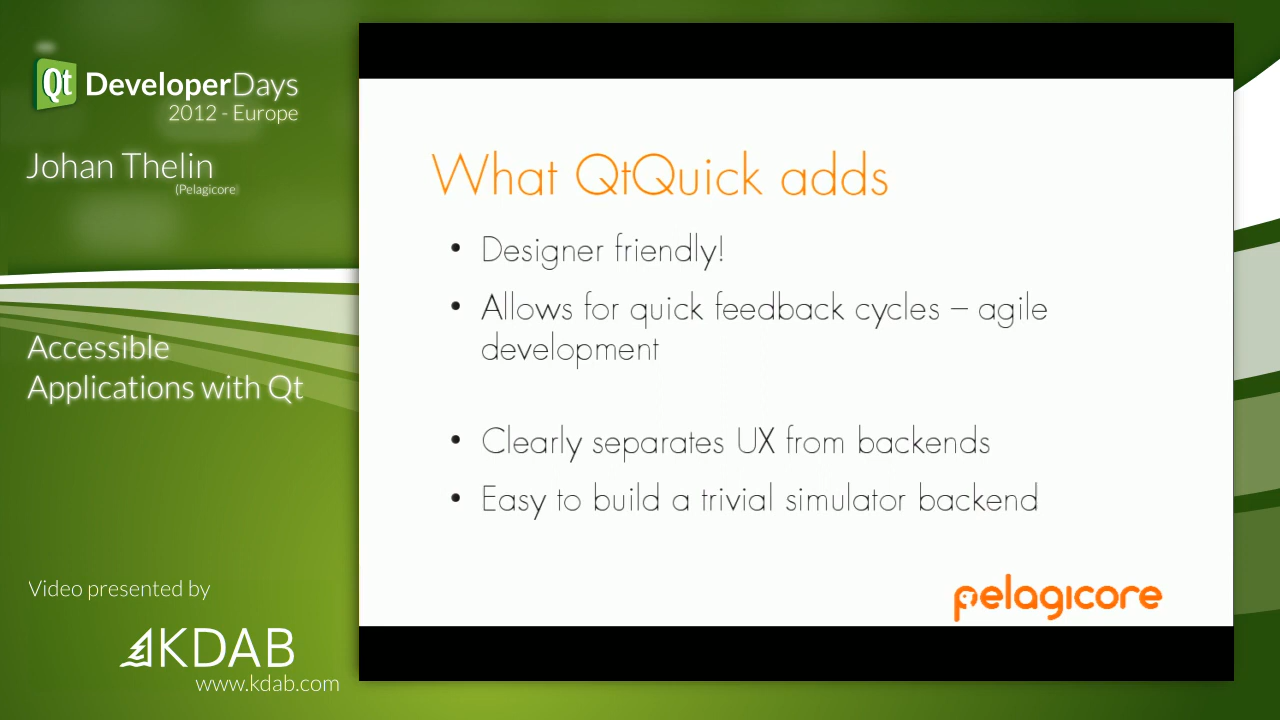 Qt DeveloperDays
2012 - Europe
Johan Thelin
(Pelagicore)
Accessible
Applications with Qt
Video presented by
KDAB
www.kdab.com
What QtQuick adds
• Designer friendly!
• Allows for quick feedback cycles – agile
development
• Clearly separates UX from backends
• Easy to build a trivial simulator backend
pelagicore